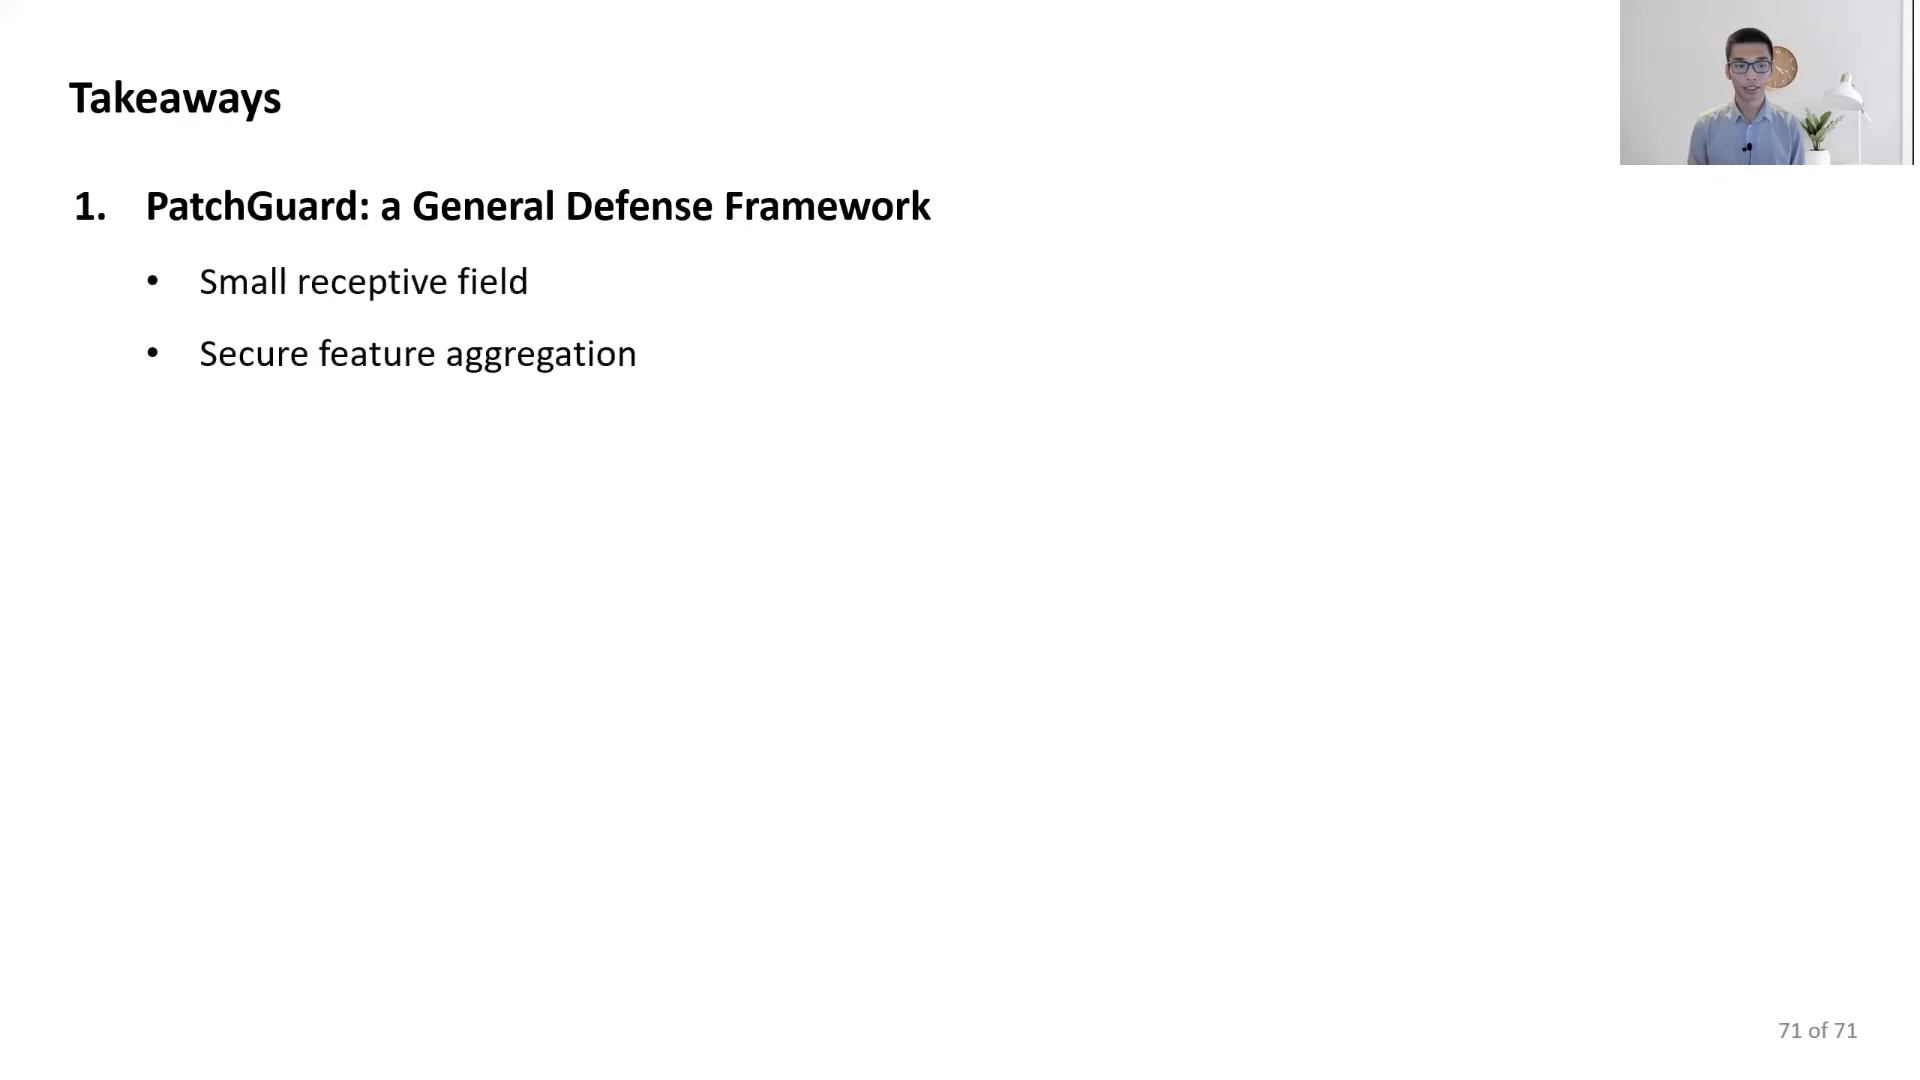 Takeaways
1. PatchGuard: a General Defense Framework
• Small receptive field
• Secure feature aggregation
71 of 71